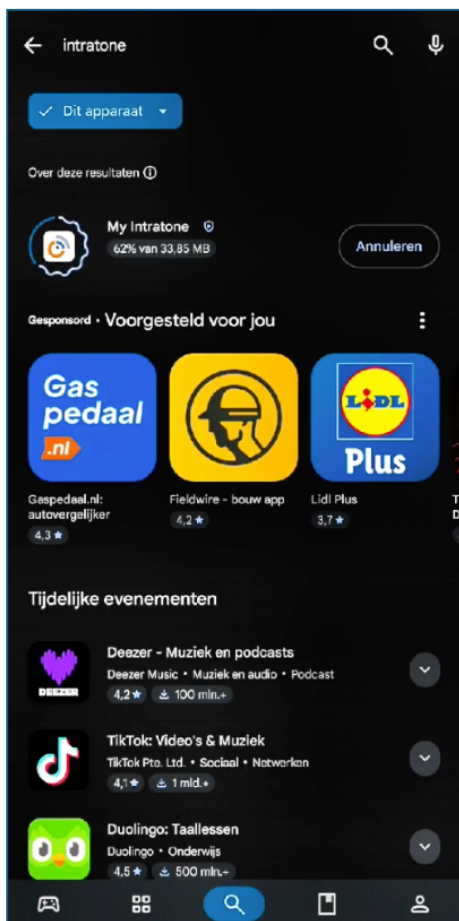 intratone
Dit apparaat
Over deze resultaten
My Intratone
62% van 33,85 MB
Annuleren
Gesponsord • Voorgesteld voor jou
Gas
pedaal
.nl
LIDL
Plus
Gaspedaal.nl:
autovergelijker
4,3
Fieldwire - bouw app
4,2
Lidl Plus
3,7
T
D
Tijdelijke evenementen
DEEZER
Deezer - Muziek en podcasts
Deezer Music • Muziek en audio • Podcast
4,2 100 mln.+
TikTok: Video's & Muziek
TikTok Pte. Ltd. • Sociaal • Netwerken
4,1 1 mld.+
Duolingo: Taallessen
Duolingo • Onderwijs
4,5 500 mln.+